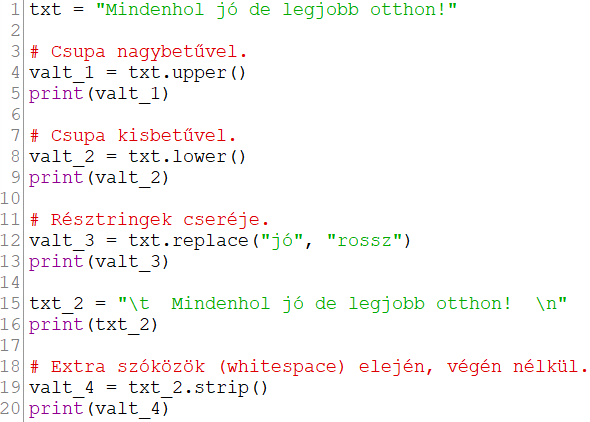 1 txt = "Mindenhol jó de legjobb otthon!"
2
3 # Csupa nagybetűvel.
4 valt_1 = txt.upper()
5 print(valt_1)
6
7 # Csupa kisbetűvel.
8 valt_2 = txt.lower()
9 print(valt_2)
10
11 # Résztringek cseréje.
12 valt_3 = txt.replace("jó", "rossz")
13 print(valt_3)
14
15 txt_2 = "\t  Mindenhol jó de legjobb otthon!  \n"
16 print(txt_2)
17
18 # Extra szóközök (whitespace) elején, végén nélkül.
19 valt_4 = txt_2.strip()
20 print(valt_4)